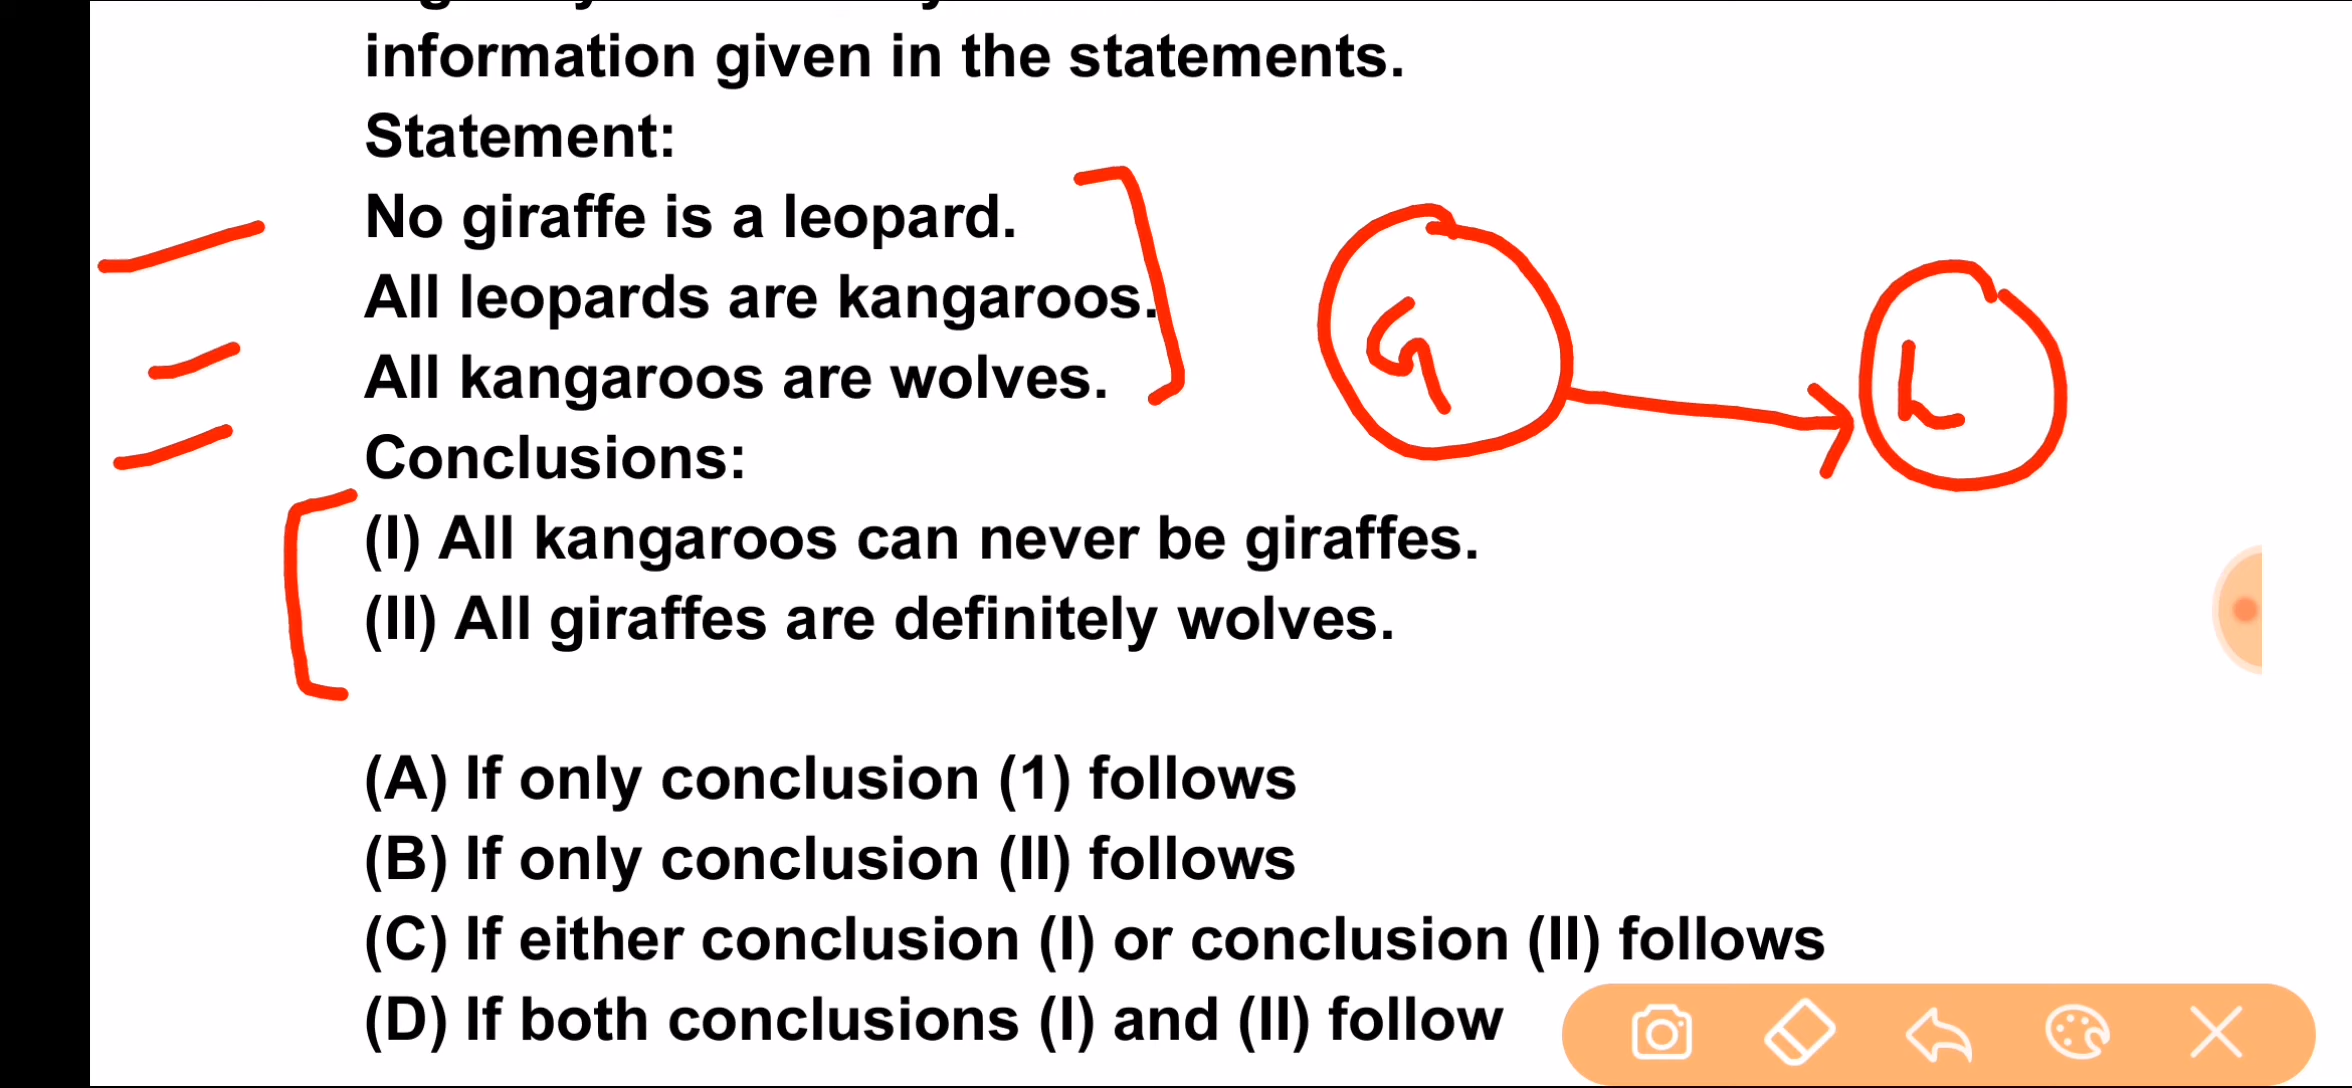 information given in the statements.
Statement:
No giraffe is a leopard.
All leopards are kangaroos.
All kangaroos are wolves.
Conclusions:
(I) All kangaroos can never be giraffes.
(II) All giraffes are definitely wolves.
(A) If only conclusion (1) follows
(B) If only conclusion (II) follows
(C) If either conclusion (I) or conclusion (II) follows
(D) If both conclusions (I) and (II) follow
G
L